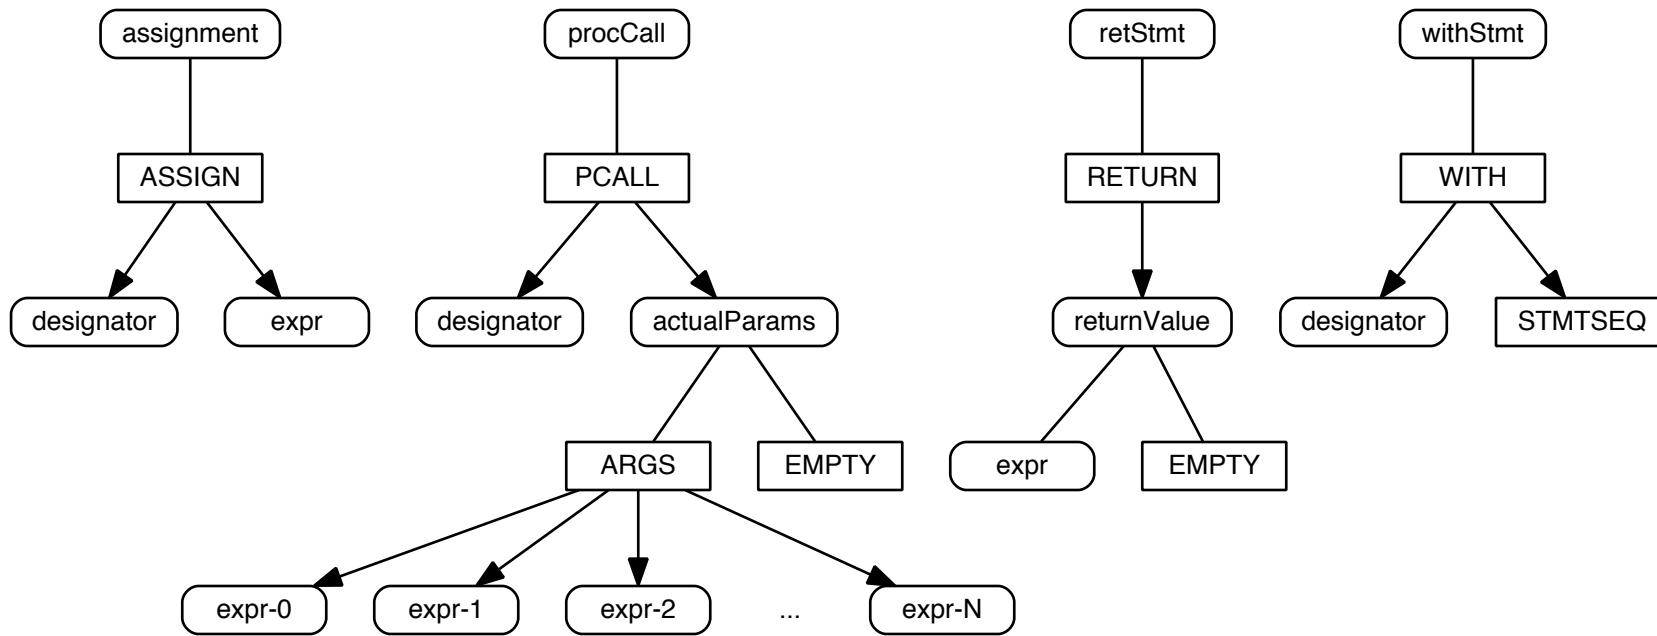 assignment procCall retStmt withStmt
ASSIGN PCALL RETURN WITH
designator expr designator actualParams returnValue designator STMTSEQ
ARGS EMPTY expr EMPTY
expr-0 expr-1 expr-2 ... expr-N